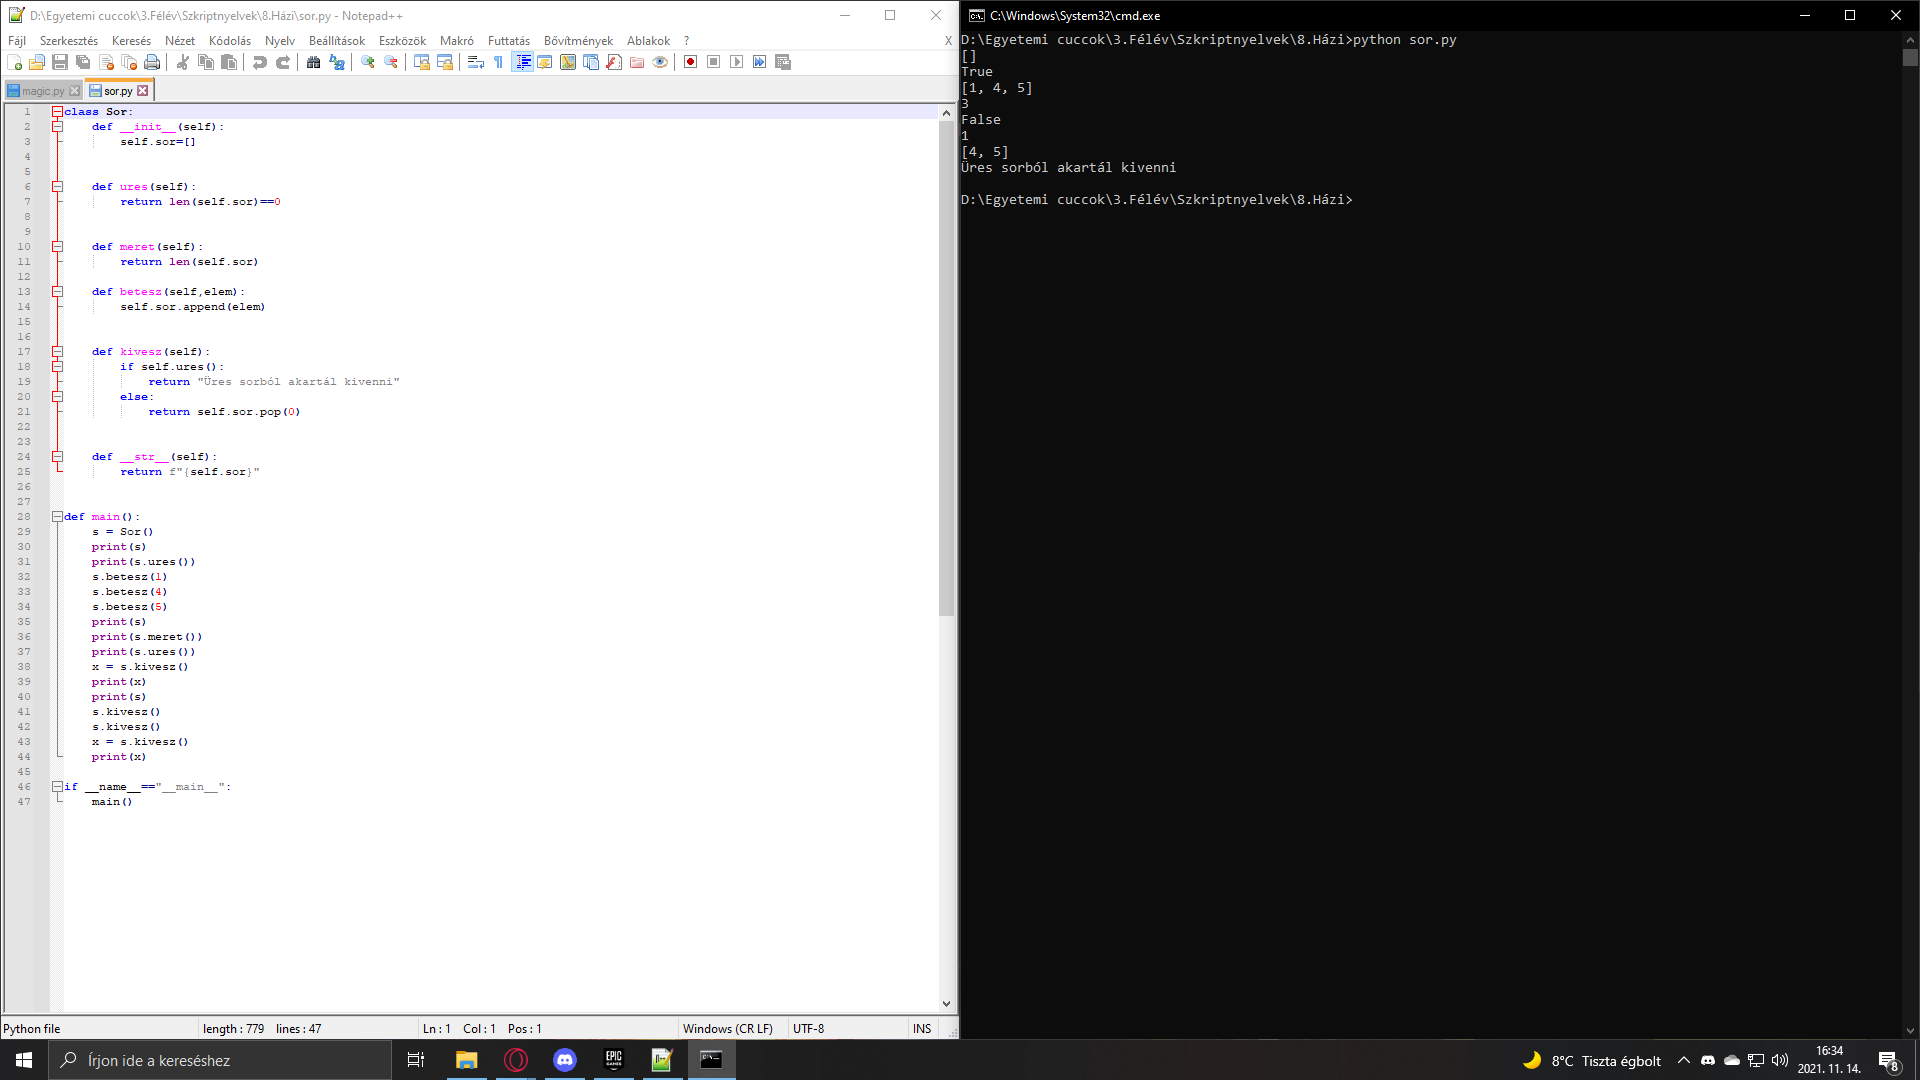 D:\Egyetemi cuccok\3.Félév\Szkriptnyelvek\8.Házi\sor.py - Notepad++
Fájl Szerkesztés Keresés Nézet Kódolás Nyelv Beállítások Eszközök Makró Futtatás Bővítmények Ablakok ? X
magic.py sor.py
1 class Sor:
2     def __init__(self):
3         self.sor=[]
4
5
6     def ures(self):
7         return len(self.sor)==0
8
9
10     def meret(self):
11         return len(self.sor)
12
13     def betesz(self,elem):
14         self.sor.append(elem)
15
16
17     def kivesz(self):
18         if self.ures():
19             return "Üres sorból akartál kivenni"
20         else:
21             return self.sor.pop(0)
22
23
24     def __str__(self):
25         return f"{self.sor}"
26
27
28 def main():
29     s = Sor()
30     print(s)
31     print(s.ures())
32     s.betesz(1)
33     s.betesz(4)
34     s.betesz(5)
35     print(s)
36     print(s.meret())
37     print(s.ures())
38     x = s.kivesz()
39     print(x)
40     print(s)
41     s.kivesz()
42     s.kivesz()
43     x = s.kivesz()
44     print(x)
45
46 if __name__=="__main__":
47     main()
Python file length : 779 lines : 47 Ln : 1 Col : 1 Pos : 1 Windows (CR LF) UTF-8 INS
C:\Windows\System32\cmd.exe
D:\Egyetemi cuccok\3.Félév\Szkriptnyelvek\8.Házi>python sor.py
[]
True
[1, 4, 5]
3
False
1
[4, 5]
Üres sorból akartál kivenni
D:\Egyetemi cuccok\3.Félév\Szkriptnyelvek\8.Házi>
Írjon ide a kereséshez
EPIC GAMES
8°C Tiszta égbolt
16:34
2021. 11. 14.
8